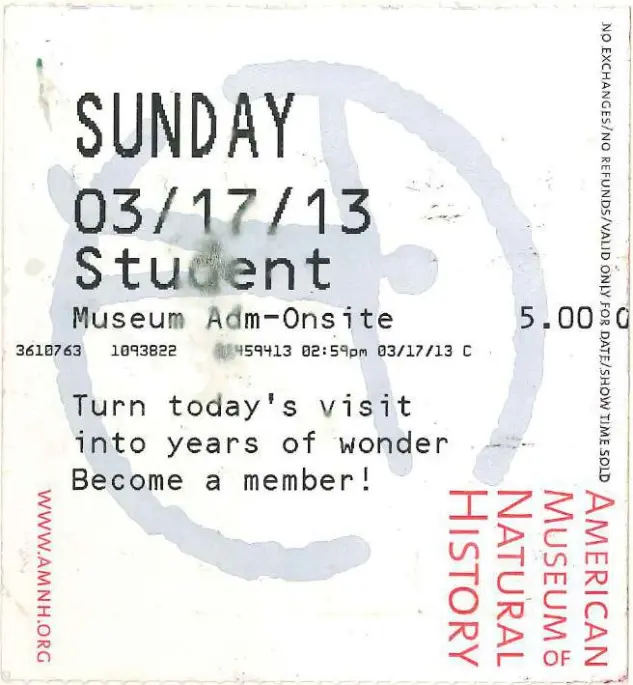 SUNDAY
03/17/13
Student
Museum Adm-Onsite 5.00
3610763 1093822 459413 02:59pm 03/17/13 C
Turn today's visit
into years of wonder
Become a member!
NO EXCHANGES/NO REFUNDS/VALID ONLY FOR DATE/SHOW TIME SOLD
AMERICAN
MUSEUM OF
NATURAL
HISTORY
WWW.AMNH.ORG